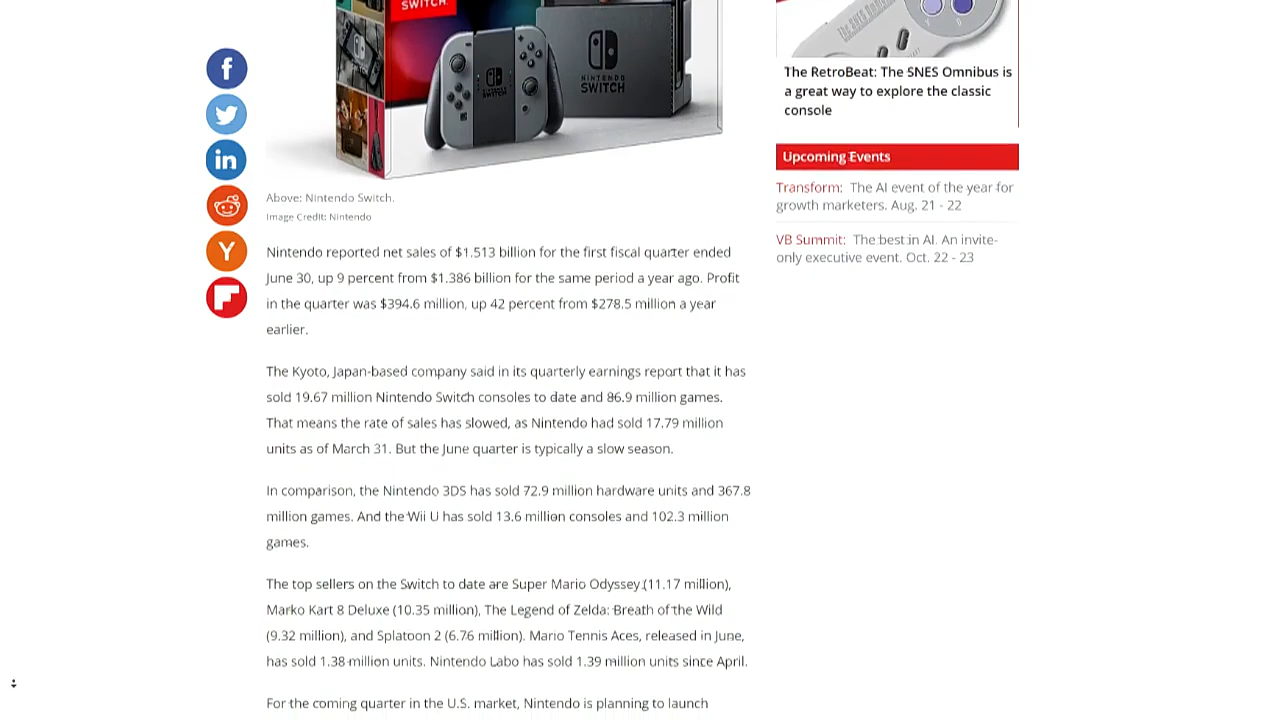 SWITCH
NINTENDO
SWITCH
Above: Nintendo Switch.
Image Credit: Nintendo
Nintendo reported net sales of $1.513 billion for the first fiscal quarter ended
June 30, up 9 percent from $1.386 billion for the same period a year ago. Profit
in the quarter was $394.6 million, up 42 percent from $278.5 million a year
earlier.
The Kyoto, Japan-based company said in its quarterly earnings report that it has
sold 19.67 million Nintendo Switch consoles to date and 86.9 million games.
That means the rate of sales has slowed, as Nintendo had sold 17.79 million
units as of March 31. But the June quarter is typically a slow season.
In comparison, the Nintendo 3DS has sold 72.9 million hardware units and 367.8
million games. And the Wii U has sold 13.6 million consoles and 102.3 million
games.
The top sellers on the Switch to date are Super Mario Odyssey (11.17 million),
Marko Kart 8 Deluxe (10.35 million), The Legend of Zelda: Breath of the Wild
(9.32 million), and Splatoon 2 (6.76 million). Mario Tennis Aces, released in June,
has sold 1.38 million units. Nintendo Labo has sold 1.39 million units since April.
For the coming quarter in the U.S. market, Nintendo is planning to launch
The RetroBeat: The SNES Omnibus is
a great way to explore the classic
console
Upcoming Events
Transform: The AI event of the year for
growth marketers. Aug. 21 - 22
VB Summit: The best in AI. An invite-
only executive event. Oct. 22 - 23